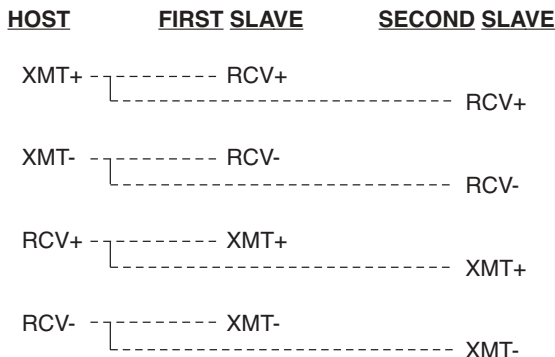 HOST FIRST SLAVE SECOND SLAVE
XMT+ RCV+
RCV+
XMT- RCV-
RCV-
RCV+ XMT+
XMT+
RCV- XMT-
XMT-